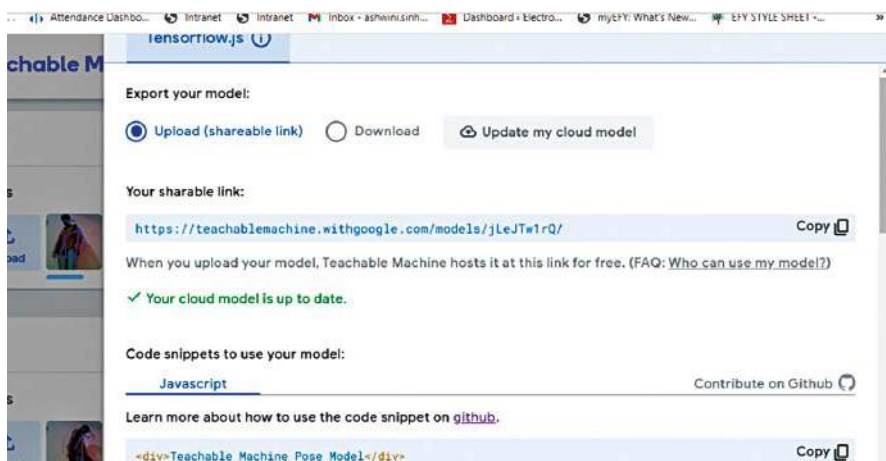 Attendance Dashbo... Intranet Intranet Inbox - ashwini.sinh... Dashboard ‹ Electro... myEFY: What's New... EFY STYLE SHEET -... »
Tensorflow.js
chable M
Export your model:
Upload (shareable link) Download Update my cloud model
Your sharable link:
https://teachablemachine.withgoogle.com/models/jLeJTw1rQ/ Copy
When you upload your model, Teachable Machine hosts it at this link for free. (FAQ: Who can use my model?)
✓ Your cloud model is up to date.
Code snippets to use your model:
Javascript Contribute on Github
Learn more about how to use the code snippet on github.
<div>Teachable Machine Pose Model</div> Copy